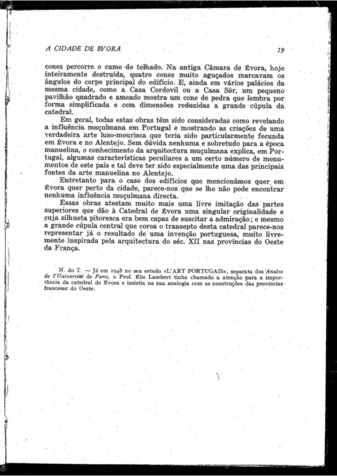 A CIDADE DE ÉVORA 19
cones percorre o cume do telhado. Na antiga Câmara de Évora, hoje
inteiramente destruída, quatro cones muito aguçados marcavam os
ângulos do corpo principal do edifício. E, ainda em vários palácios da
mesma cidade, como a Casa Cordovil ou a Casa Sôr, um pequeno
pavilhão quadrado e ameado mostra um cone de pedra que lembra por
forma simplificada e com dimensões reduzidas a grande cúpula da
catedral.
Em geral, todas estas obras têm sido consideradas como revelando
a influência muçulmana em Portugal e mostrando as criações de uma
verdadeira arte luso-mourisca que teria sido particularmente fecunda
em Évora e no Alentejo. Sem dúvida nenhuma e sobretudo para a época
manuelina, o conhecimento da arquitectura muçulmana explica, em Por-
tugal, algumas características peculiares a um certo número de monu-
mentos de este país e tal deve ter sido especialmente uma das principais
fontes da arte manuelina no Alentejo.
Entretanto para o caso dos edifícios que mencionámos quer em
Évora quer perto da cidade, parece-nos que se lhe não pode encontrar
nenhuma influência muçulmana directa.
Essas obras atestam muito mais uma livre imitação das partes
superiores que dão à Catedral de Évora uma singular originalidade e
cuja silhueta pitoresca era bem capaz de suscitar a admiração; e mesmo
a grande cúpula central que coroa o transepto desta catedral parece-nos
representar já o resultado de uma invenção portuguesa, muito livre-
mente inspirada pela arquitectura do séc. XII nas províncias do Oeste
da França.
N. do T. — Já em 1948 no seu estudo «L'ART PORTUGAIS», separata dos Anales
de l'Université de Paris, o Prof. Elie Lambert tinha chamado a atenção para a impor-
tância da catedral de Évora e insistia na sua analogia com as construções das províncias
francesas do Oeste.